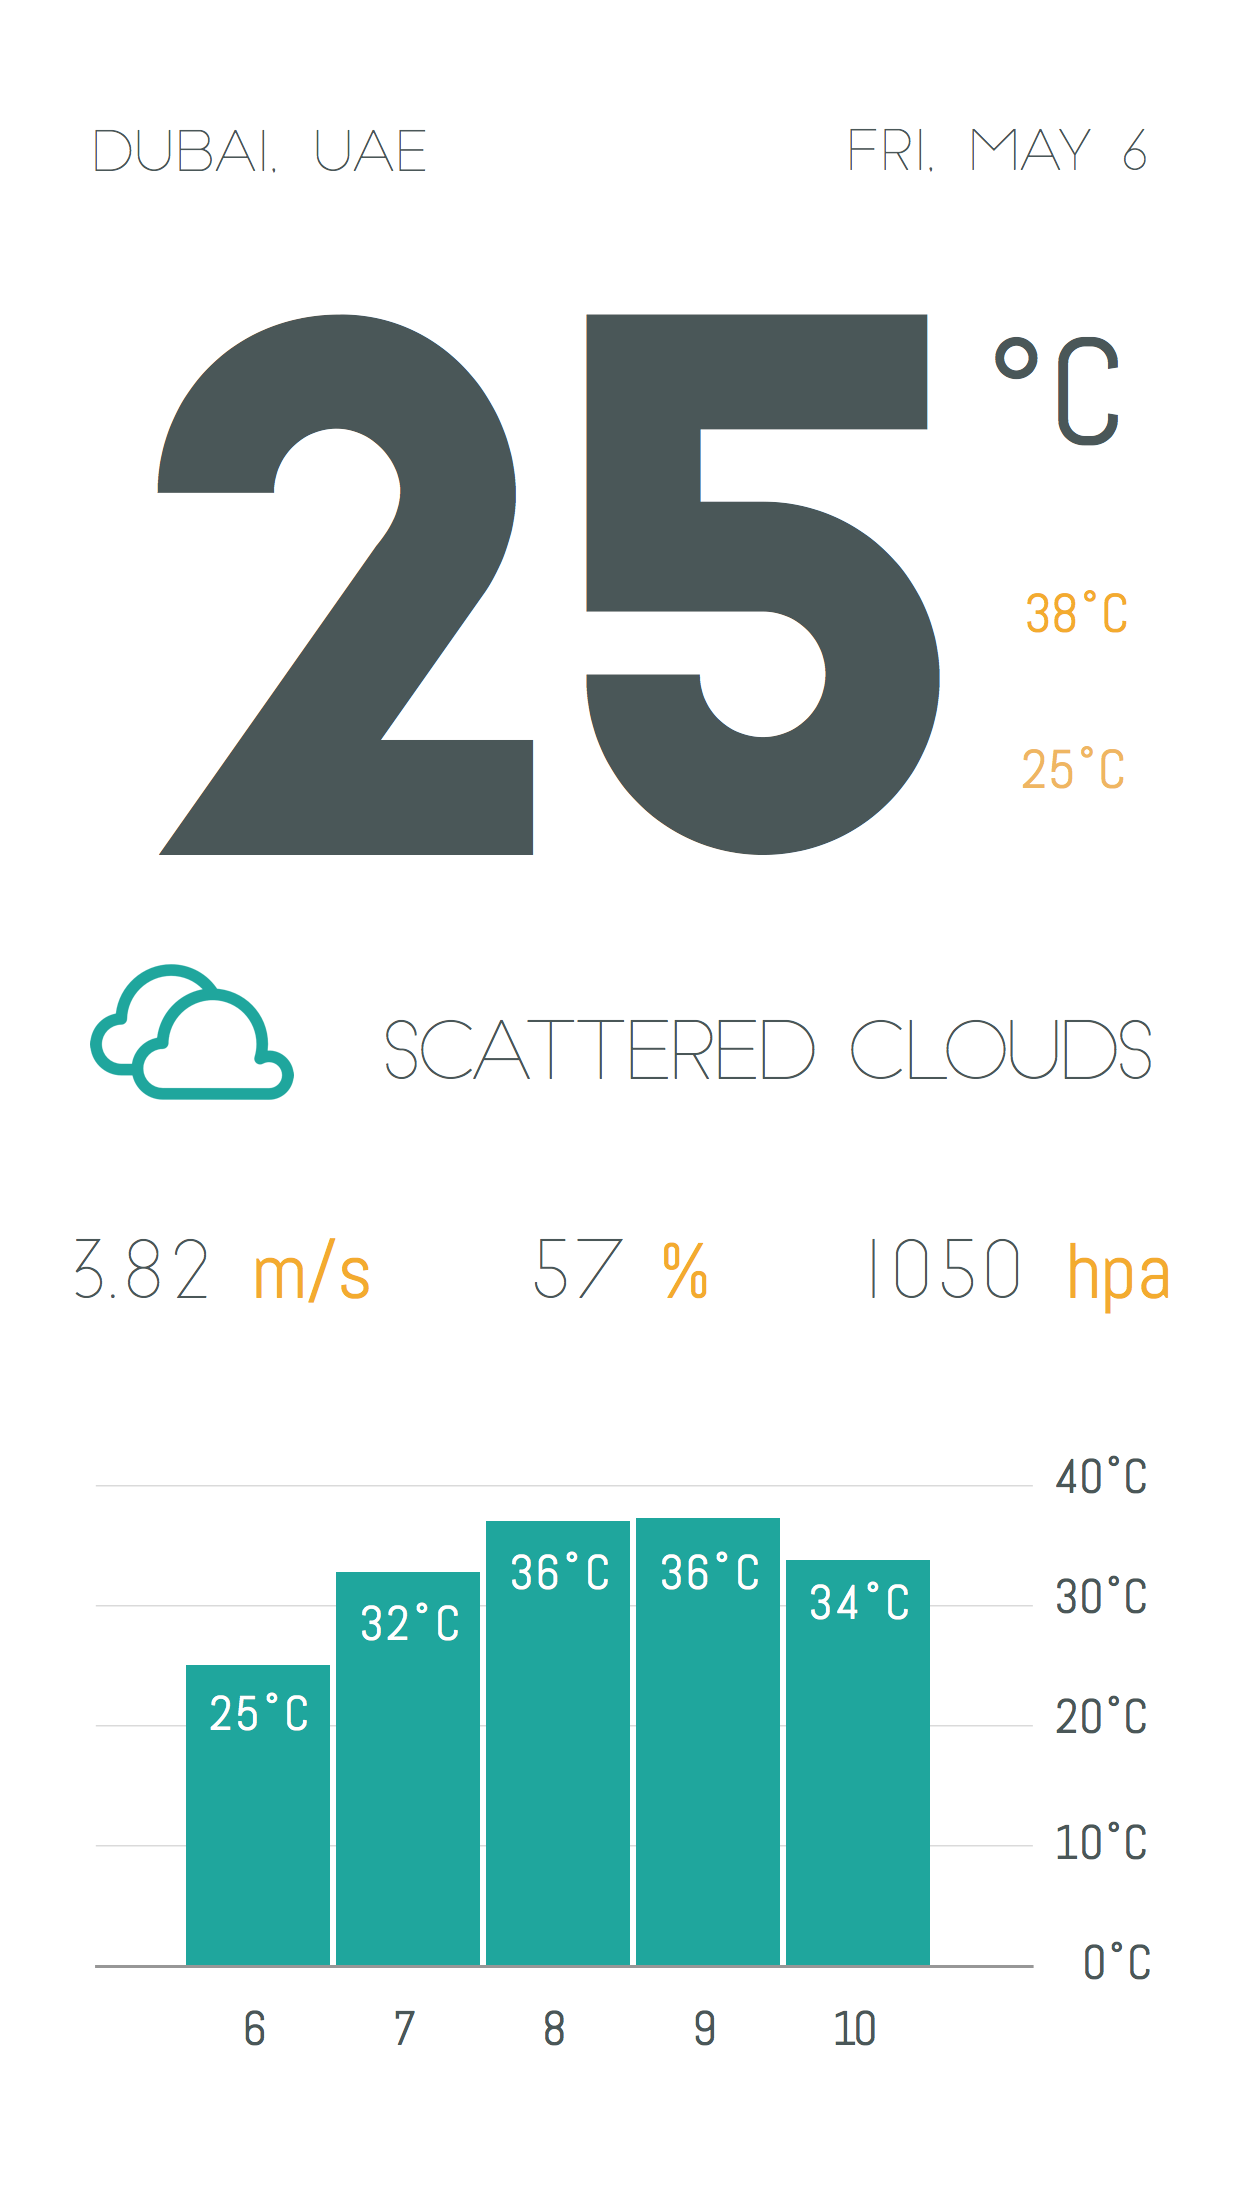 DUBAI, UAE FRI, MAY 6
25 °C
38°C
25°C
SCATTERED CLOUDS
3.82 m/s 57 % 1050 hpa
40°C
36°C 36°C
32°C 34°C 30°C
25°C 20°C
10°C
0°C
6 7 8 9 10